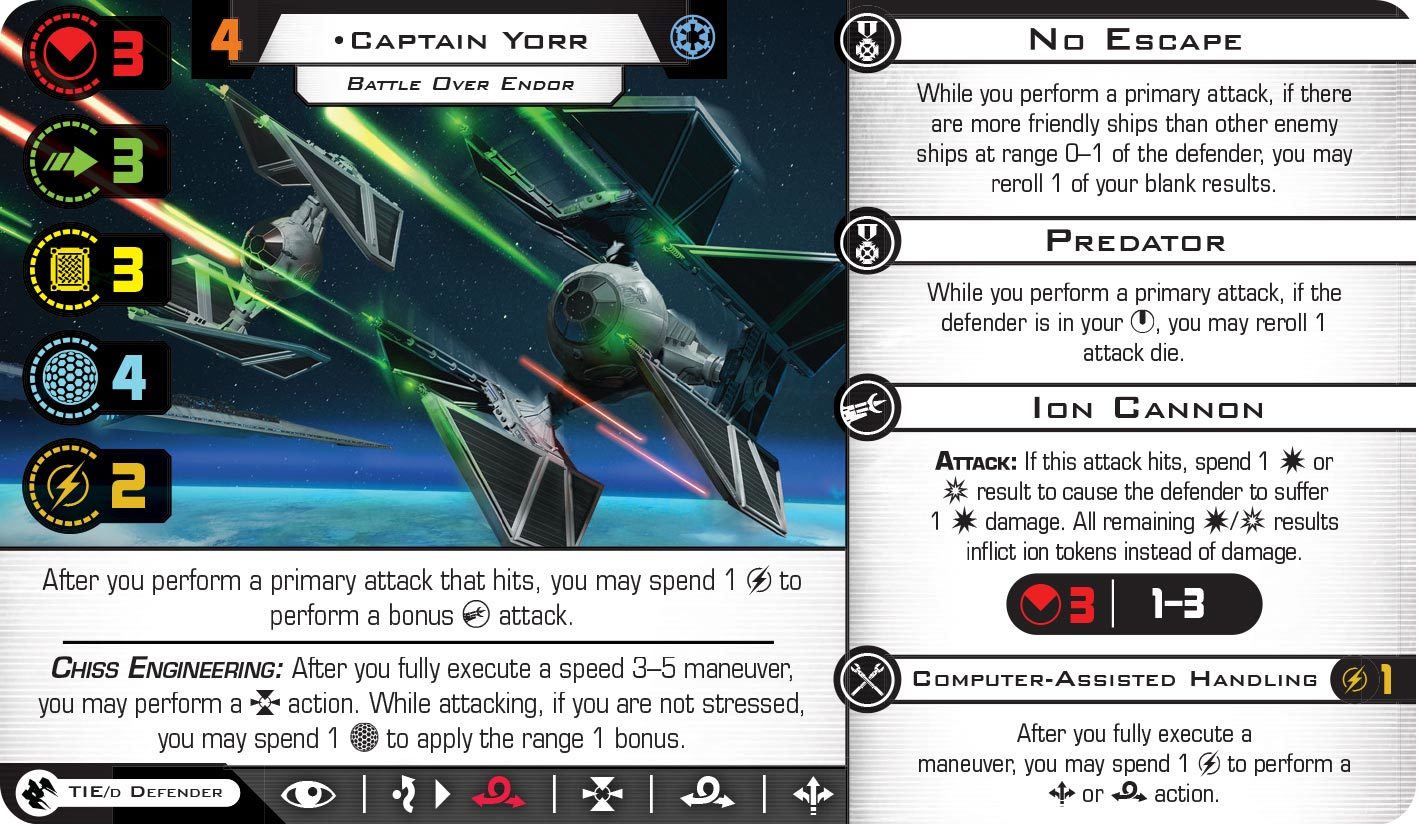 3
4
•Captain Yorr
Battle Over Endor
3
3
4
2
After you perform a primary attack that hits, you may spend 1 to
perform a bonus attack.
Chiss Engineering: After you fully execute a speed 3–5 maneuver,
you may perform a action. While attacking, if you are not stressed,
you may spend 1 to apply the range 1 bonus.
TIE/d Defender
No Escape
While you perform a primary attack, if there
are more friendly ships than other enemy
ships at range 0–1 of the defender, you may
reroll 1 of your blank results.
Predator
While you perform a primary attack, if the
defender is in your , you may reroll 1
attack die.
Ion Cannon
Attack: If this attack hits, spend 1 or
result to cause the defender to suffer
1 damage. All remaining / results
inflict ion tokens instead of damage.
3 1–3
Computer-Assisted Handling 1
After you fully execute a
maneuver, you may spend 1 to perform a
or action.